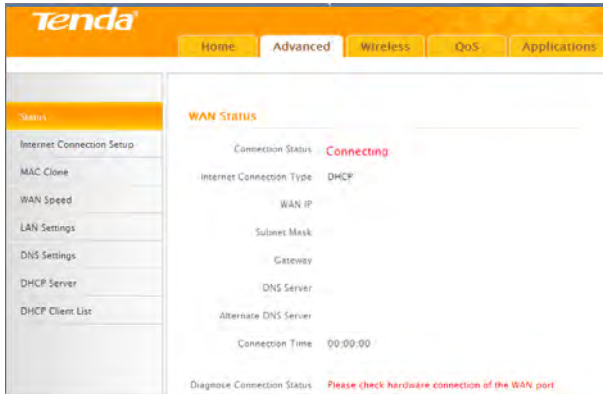 Tenda
Home Advanced Wireless QoS Applications
Status
Internet Connection Setup
MAC Clone
WAN Speed
LAN Settings
DNS Settings
DHCP Server
DHCP Client List
WAN Status
Connection Status Connecting
Internet Connection Type DHCP
WAN IP
Subnet Mask
Gateway
DNS Server
Alternate DNS Server
Connection Time 00:00:00
Diagnose Connection Status Please check hardware connection of the WAN port